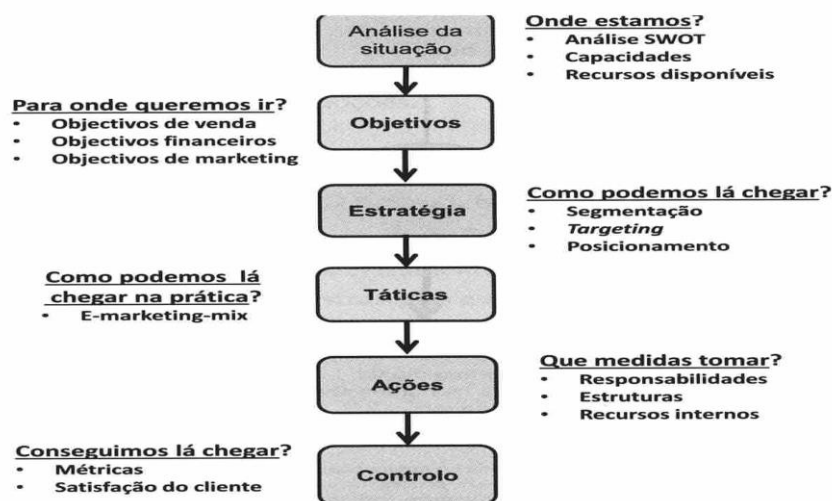 Análise da
situação
Onde estamos?
• Análise SWOT
• Capacidades
• Recursos disponíveis
Para onde queremos ir?
• Objectivos de venda
• Objectivos financeiros
• Objectivos de marketing
Objetivos
Estratégia
Como podemos lá chegar?
• Segmentação
• Targeting
• Posicionamento
Como podemos lá
chegar na prática?
• E-marketing-mix
Táticas
Ações
Que medidas tomar?
• Responsabilidades
• Estruturas
• Recursos internos
Conseguimos lá chegar?
• Métricas
• Satisfação do cliente
Controlo